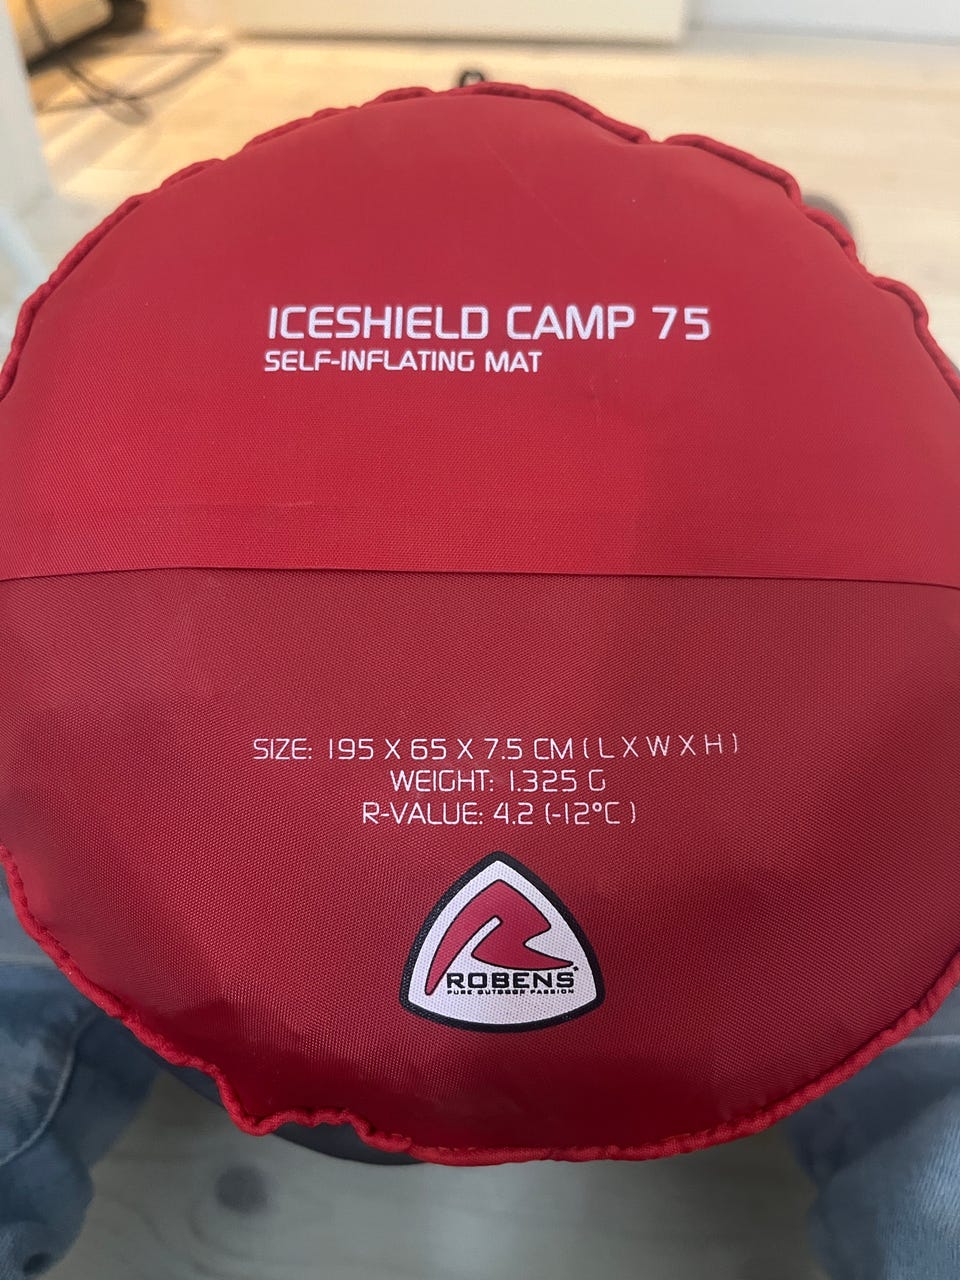 ICESHIELD CAMP 75
SELF-INFLATING MAT
SIZE: 195 X 65 X 7.5 CM ( L X W X H )
WEIGHT: 1.325 G
R-VALUE: 4.2 (-12°C )
ROBENS
PURE OUTDOOR PASSION